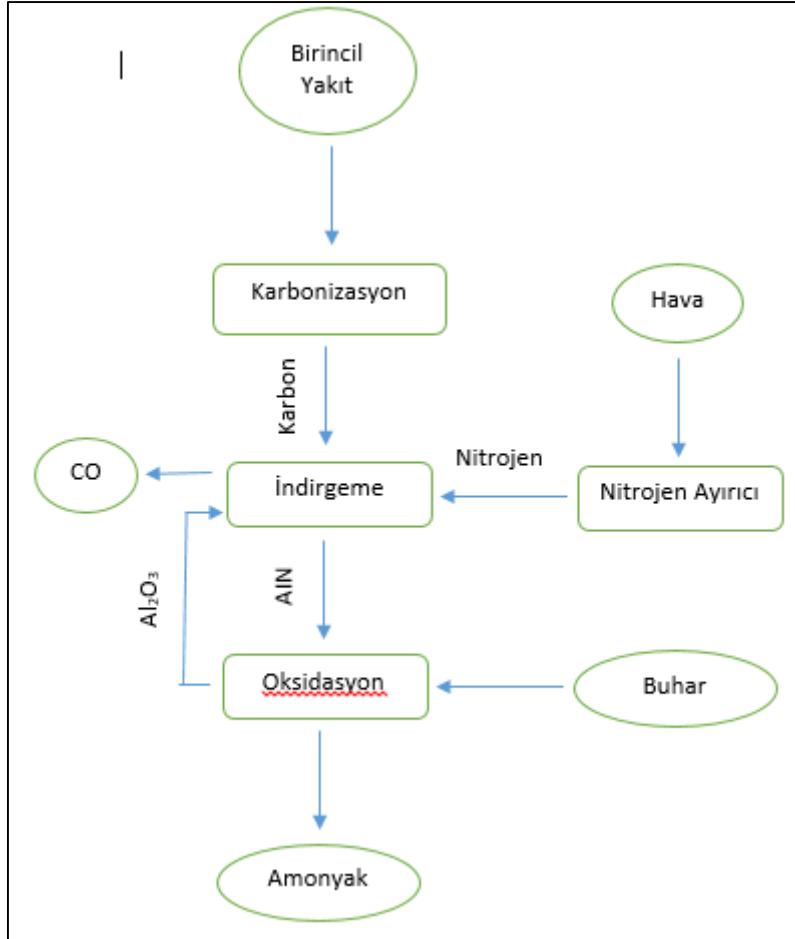 Birincil
Yakıt
Karbonizasyon
Hava
Karbon
Nitrojen
CO
İndirgeme
Nitrojen Ayırıcı
Al₂O₃
AlN
Oksidasyon
Buhar
Amonyak